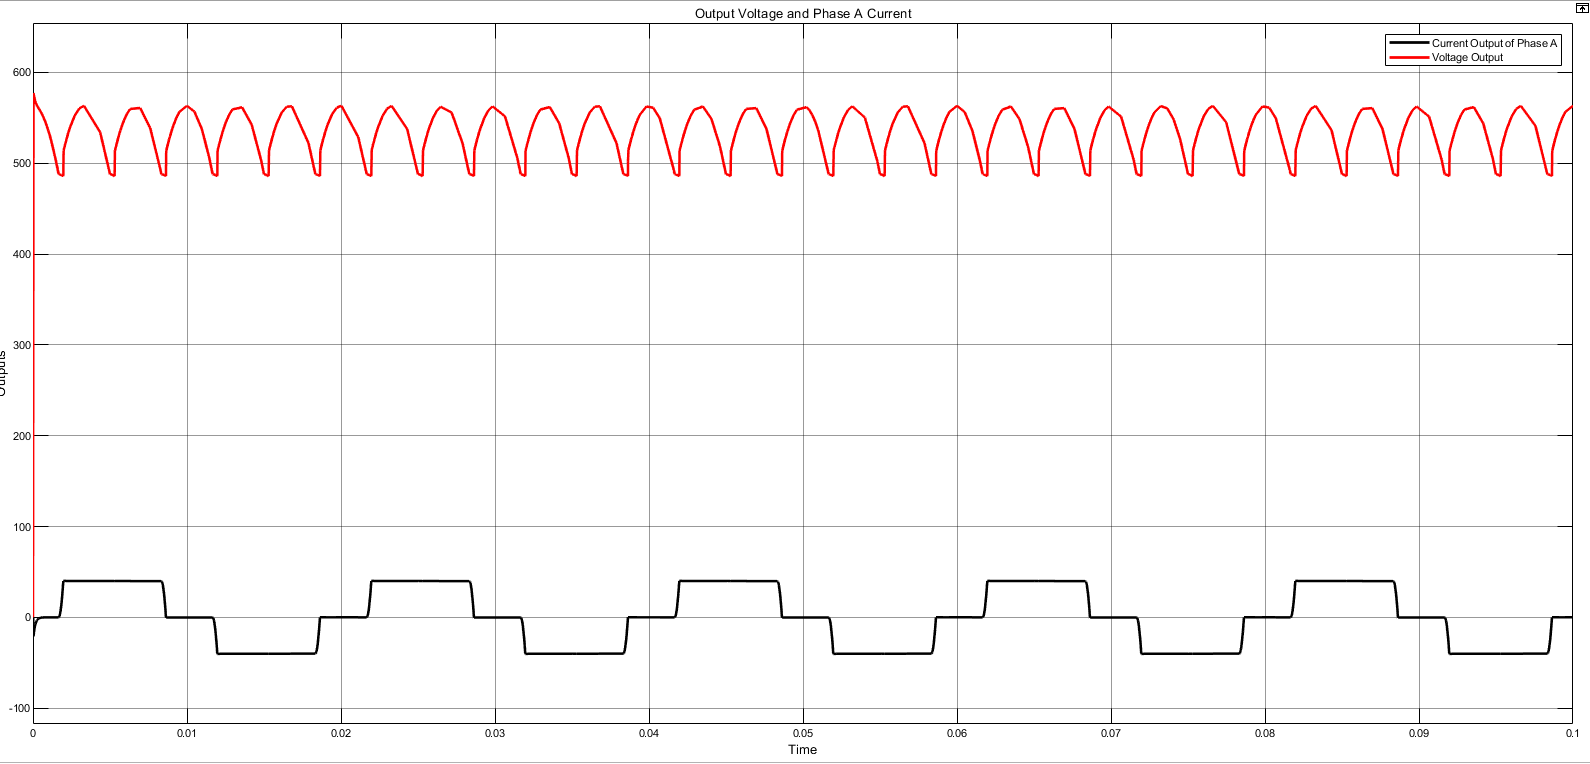 Output Voltage and Phase A Current
Current Output of Phase A
Voltage Output
600
500
400
300
200
100
0
-100
Outputs
0 0.01 0.02 0.03 0.04 0.05 0.06 0.07 0.08 0.09 0.1
Time